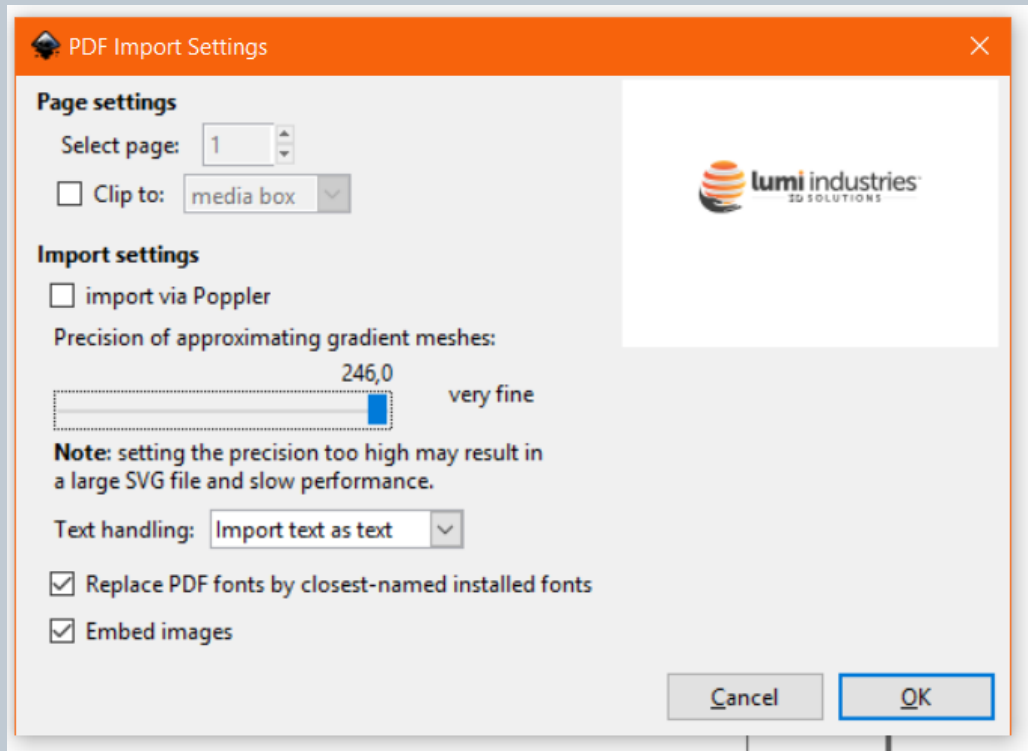 PDF Import Settings
Page settings
Select page: 1
Clip to: media box
lumi industries
3D SOLUTIONS
Import settings
import via Poppler
Precision of approximating gradient meshes:
246,0
very fine
Note: setting the precision too high may result in
a large SVG file and slow performance.
Text handling: Import text as text
Replace PDF fonts by closest-named installed fonts
Embed images
Cancel
OK